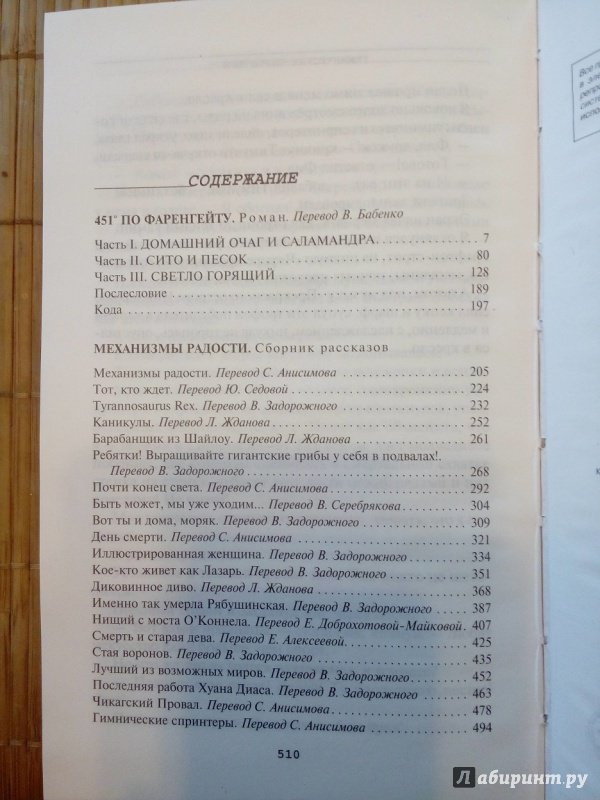 СОДЕРЖАНИЕ
451° ПО ФАРЕНГЕЙТУ. Роман. Перевод В. Бабенко
Часть I. ДОМАШНИЙ ОЧАГ И САЛАМАНДРА. 7
Часть II. СИТО И ПЕСОК 80
Часть III. СВЕТЛО ГОРЯЩИЙ 128
Послесловие 189
Кода 197
МЕХАНИЗМЫ РАДОСТИ. Сборник рассказов
Механизмы радости. Перевод С. Анисимова 205
Тот, кто ждет. Перевод Ю. Седовой 224
Tyrannosaurus Rex. Перевод В. Задорожного 232
Каникулы. Перевод Л. Жданова 252
Барабанщик из Шайлоу. Перевод Л. Жданова 261
Ребятки! Выращивайте гигантские грибы у себя в подвалах!.
Перевод В. Задорожного 268
Почти конец света. Перевод С. Анисимова 292
Быть может, мы уже уходим... Перевод В. Серебрякова 304
Вот ты и дома, моряк. Перевод В. Задорожного 309
День смерти. Перевод С. Анисимова 321
Иллюстрированная женщина. Перевод В. Задорожного 334
Кое-кто живет как Лазарь. Перевод В. Задорожного 351
Диковинное диво. Перевод Л. Жданова 368
Именно так умерла Рябушинская. Перевод В. Задорожного 387
Нищий с моста О'Коннела. Перевод Е. Доброхотовой-Майковой. 407
Смерть и старая дева. Перевод Е. Алексеевой. 425
Стая воронов. Перевод В. Задорожного 435
Лучший из возможных миров. Перевод В. Задорожного 452
Последняя работа Хуана Диаса. Перевод В. Задорожного 463
Чикагский Провал. Перевод С. Анисимова 478
Гимнические спринтеры. Перевод С. Анисимова 494
510
Лабиринт.ру